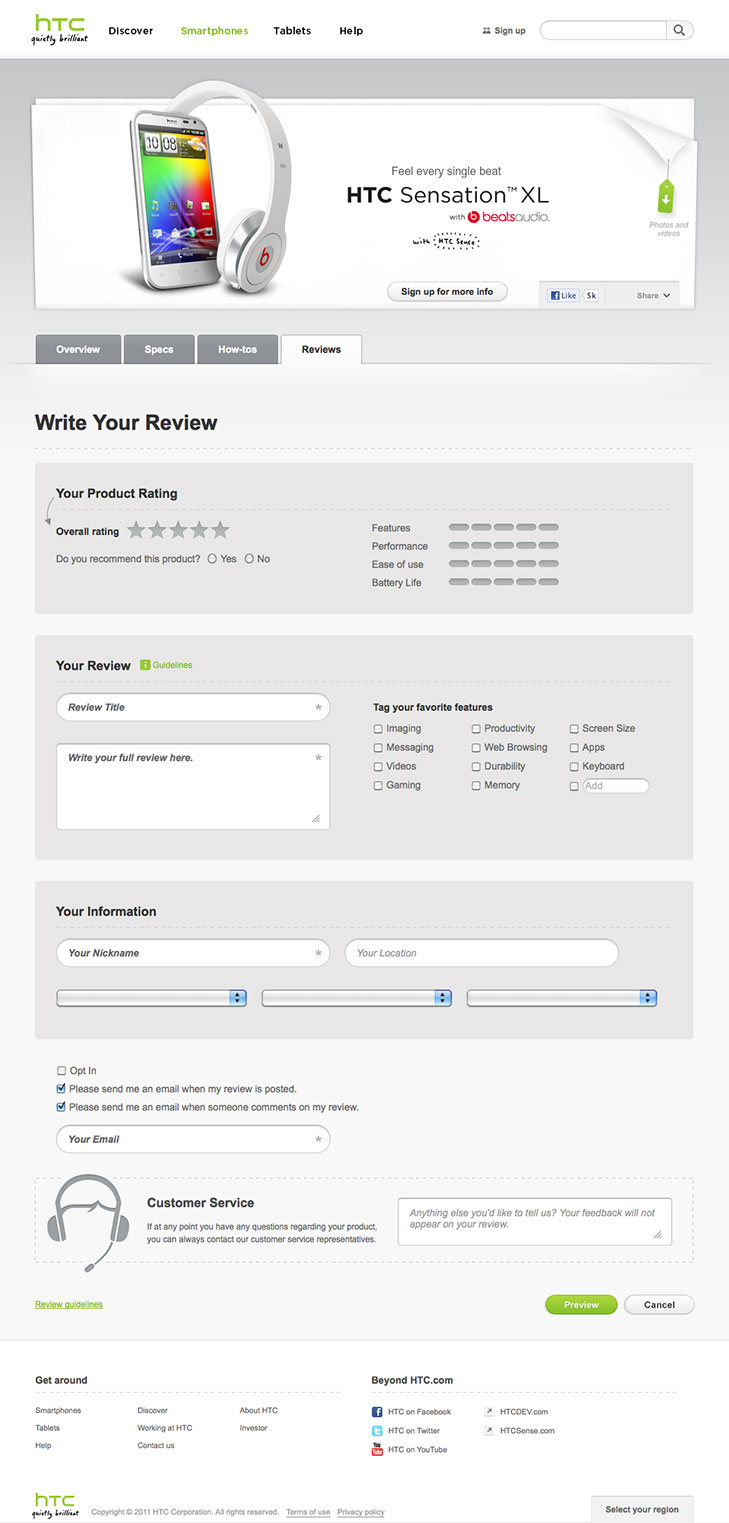 hTC
quietly brilliant
Discover
Smartphones
Tablets
Help
Sign up
Feel every single beat
HTC Sensation™ XL
with b beatsaudio.
with HTC Sense
Photos and
videos
Sign up for more info
Like
5k
Share
hTC
10 08
Phone
Overview
Specs
How-tos
Reviews
Write Your Review
Your Product Rating
Overall rating
Do you recommend this product? Yes No
Features
Performance
Ease of use
Battery Life
Your Review
i Guidelines
Review Title *
Write your full review here. *
Tag your favorite features
Imaging Productivity Screen Size
Messaging Web Browsing Apps
Videos Durability Keyboard
Gaming Memory Add
Your Information
Your Nickname *
Your Location
Opt In
Please send me an email when my review is posted.
Please send me an email when someone comments on my review.
Your Email *
Customer Service
If at any point you have any questions regarding your product,
you can always contact our customer service representatives.
Anything else you'd like to tell us? Your feedback will not
appear on your review.
Review guidelines
Preview
Cancel
Get around
Smartphones Discover About HTC
Tablets Working at HTC Investor
Help Contact us
Beyond HTC.com
HTC on Facebook HTCDEV.com
HTC on Twitter HTCSense.com
You Tube HTC on YouTube
hTC
quietly brilliant
Copyright © 2011 HTC Corporation. All rights reserved. Terms of use Privacy policy
Select your region